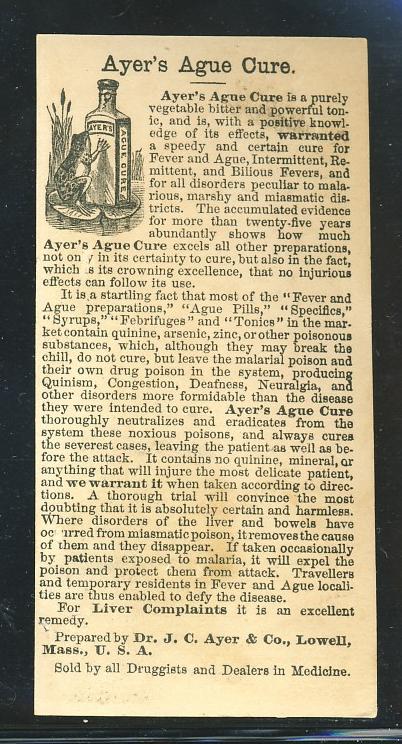 Ayer's Ague Cure.
AYER'S
AGUE CURE
Ayer's Ague Cure is a purely
vegetable bitter and powerful ton-
ic, and is, with a positive knowl-
edge of its effects, warranted
a speedy and certain cure for
Fever and Ague, Intermittent, Re-
mittent, and Bilious Fevers, and
for all disorders peculiar to mala-
rious, marshy and miasmatic dis-
tricts. The accumulated evidence
for more than twenty-five years
abundantly shows how much
Ayer's Ague Cure excels all other preparations,
not on y in its certainty to cure, but also in the fact,
which s its crowning excellence, that no injurious
effects can follow its use.
It is a startling fact that most of the "Fever and
Ague preparations," "Ague Pills," "Specifics,"
"Syrups," "Febrifuges" and "Tonics" in the mar-
ket contain quinine, arsenic, zinc, or other poisonous
substances, which, although they may break the
chill, do not cure, but leave the malarial poison and
their own drug poison in the system, producing
Quinism, Congestion, Deafness, Neuralgia, and
other disorders more formidable than the disease
they were intended to cure. Ayer's Ague Cure
thoroughly neutralizes and eradicates from the
system these noxious poisons, and always cures
the severest cases, leaving the patient as well as be-
fore the attack. It contains no quinine, mineral, or
anything that will injure the most delicate patient,
and we warrant it when taken according to direc-
tions. A thorough trial will convince the most
doubting that it is absolutely certain and harmless.
Where disorders of the liver and bowels have
oc urred from miasmatic poison, it removes the cause
of them and they disappear. If taken occasionally
by patients exposed to malaria, it will expel the
poison and protect them from attack. Travellers
and temporary residents in Fever and Ague locali-
ties are thus enabled to defy the disease.
For Liver Complaints it is an excellent
remedy.
Prepared by Dr. J. C. Ayer & Co., Lowell,
Mass., U. S. A.
Sold by all Druggists and Dealers in Medicine.